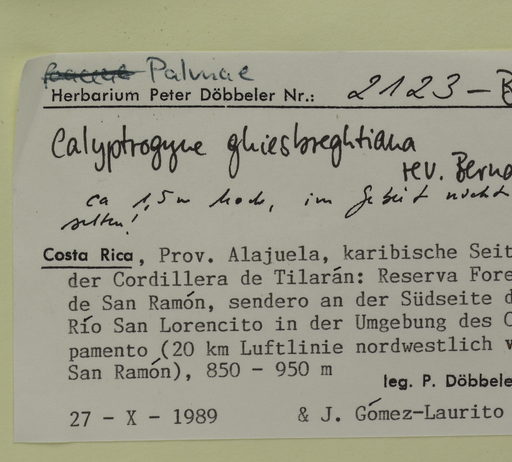 Palmae
Herbarium Peter Döbbeler Nr.: 2123 -
Calyptrogyne ghiesbreghtiana
rev.
ca 1,5 m hoch, im Gebiet nicht
selten!
Costa Rica, Prov. Alajuela, karibische Seit
der Cordillera de Tilarán: Reserva Fore
de San Ramón, sendero an der Südseite d
Río San Lorencito in der Umgebung des C
pamento (20 km Luftlinie nordwestlich v
San Ramón), 850 - 950 m
leg. P. Döbbele
27 - X - 1989 & J. Gómez-Laurito